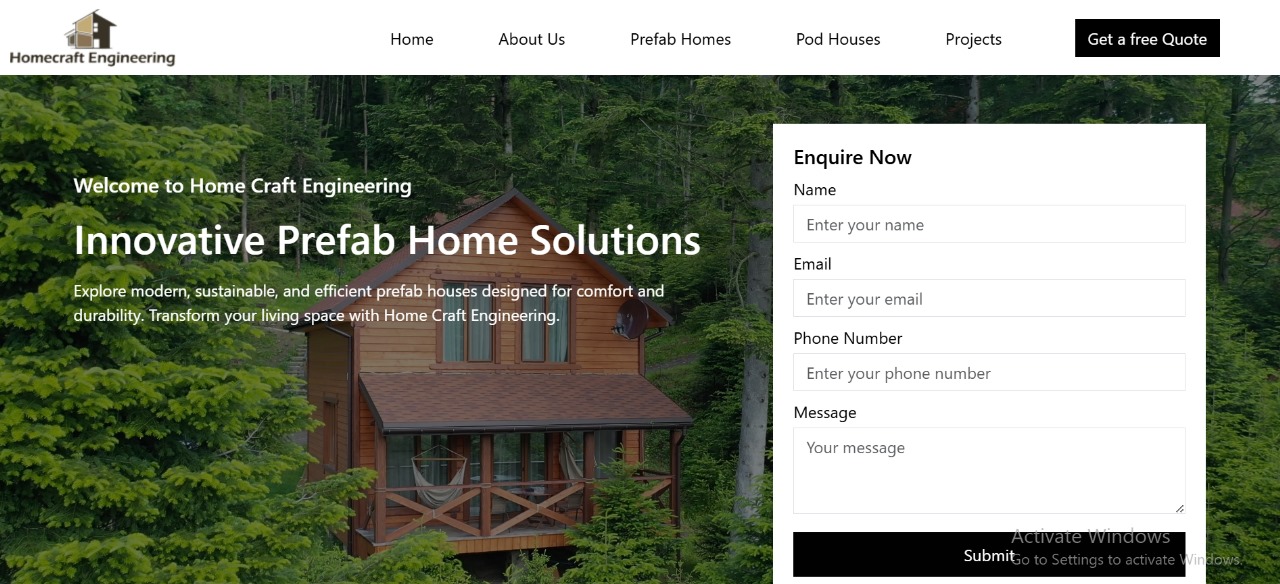 Homecraft Engineering
Home
About Us
Prefab Homes
Pod Houses
Projects
Get a free Quote
Welcome to Home Craft Engineering
Innovative Prefab Home Solutions
Explore modern, sustainable, and efficient prefab houses designed for comfort and
durability. Transform your living space with Home Craft Engineering.
Enquire Now
Name
Enter your name
Email
Enter your email
Phone Number
Enter your phone number
Message
Your message
Submit
Activate Windows
Go to Settings to activate Windows.